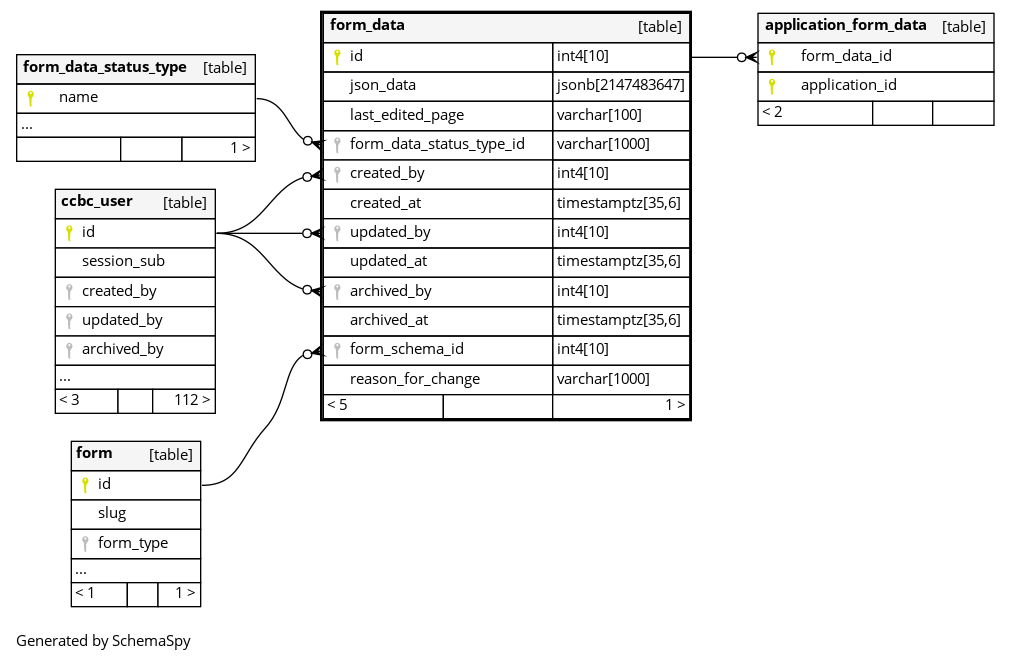 form_data_status_type [table]
name
...
1 >
ccbc_user [table]
id
session_sub
created_by
updated_by
archived_by
...
< 3 112 >
form [table]
id
slug
form_type
...
< 1 1 >
form_data [table]
id int4[10]
json_data jsonb[2147483647]
last_edited_page varchar[100]
form_data_status_type_id varchar[1000]
created_by int4[10]
created_at timestamptz[35,6]
updated_by int4[10]
updated_at timestamptz[35,6]
archived_by int4[10]
archived_at timestamptz[35,6]
form_schema_id int4[10]
reason_for_change varchar[1000]
< 5 1 >
application_form_data [table]
form_data_id
application_id
< 2
Generated by SchemaSpy